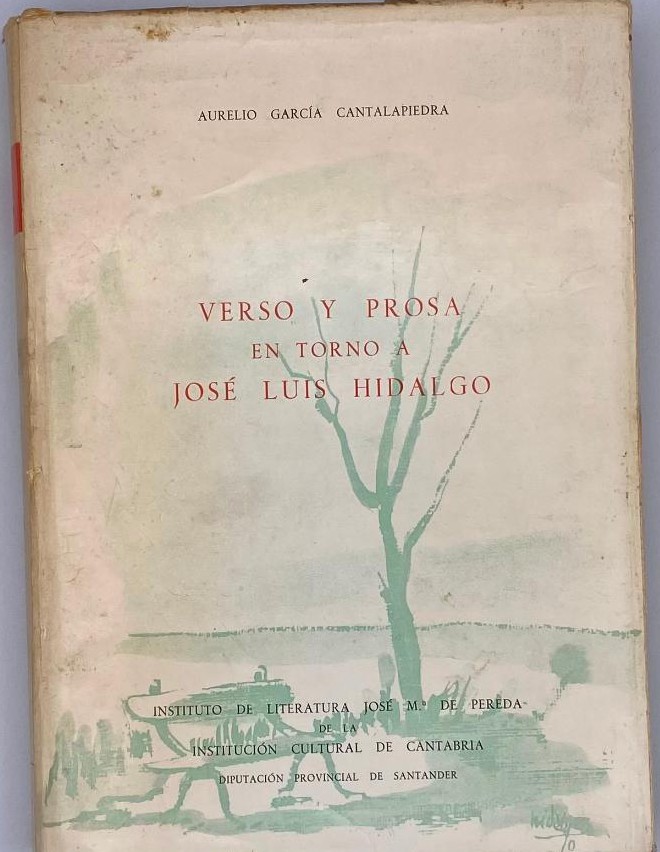 AURELIO GARCÍA CANTALAPIEDRA
VERSO Y PROSA
EN TORNO A
JOSÉ LUIS HIDALGO
INSTITUTO DE LITERATURA JOSÉ M.ª DE PEREDA
DE LA
INSTITUCIÓN CULTURAL DE CANTABRIA
DIPUTACIÓN PROVINCIAL DE SANTANDER